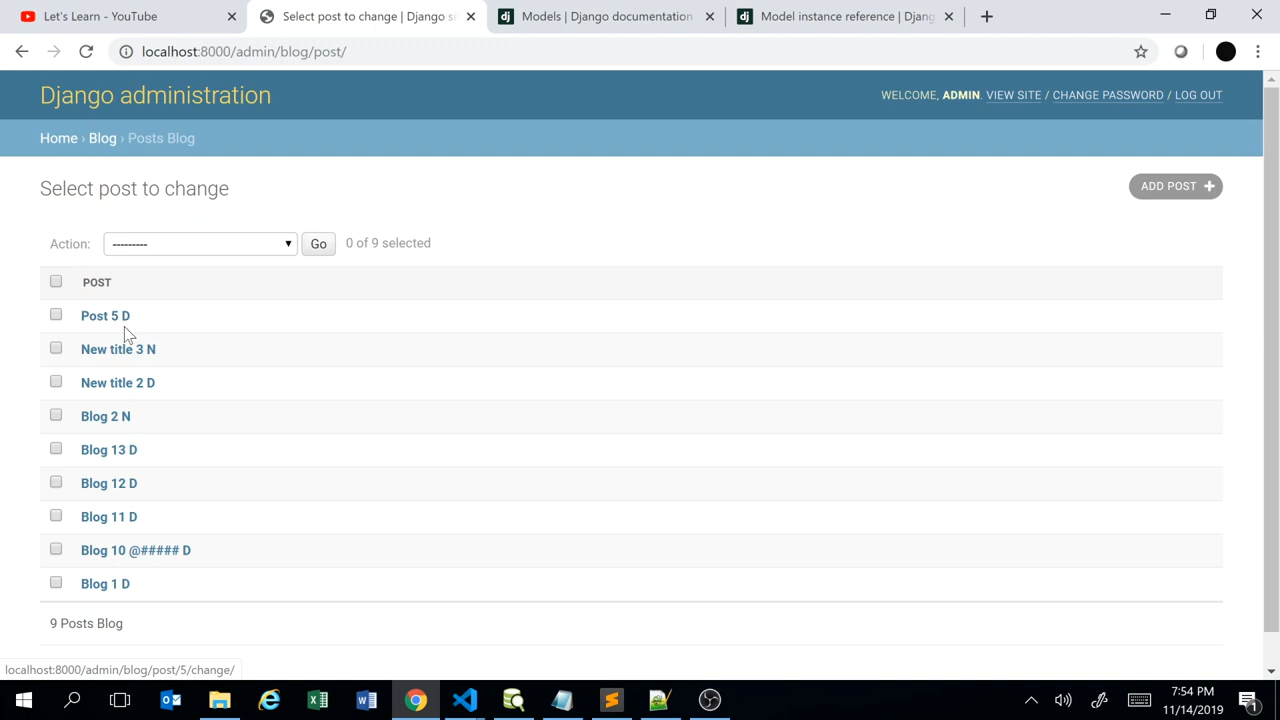 Let's Learn - YouTube
Select post to change | Django si
Models | Django documentation
Model instance reference | Djang
localhost:8000/admin/blog/post/
Django administration
WELCOME, ADMIN. VIEW SITE / CHANGE PASSWORD / LOG OUT
Home › Blog › Posts Blog
Select post to change
ADD POST +
Action: --------- Go 0 of 9 selected
POST
Post 5 D
New title 3 N
New title 2 D
Blog 2 N
Blog 13 D
Blog 12 D
Blog 11 D
Blog 10 @##### D
Blog 1 D
9 Posts Blog
localhost:8000/admin/blog/post/5/change/
7:54 PM
11/14/2019